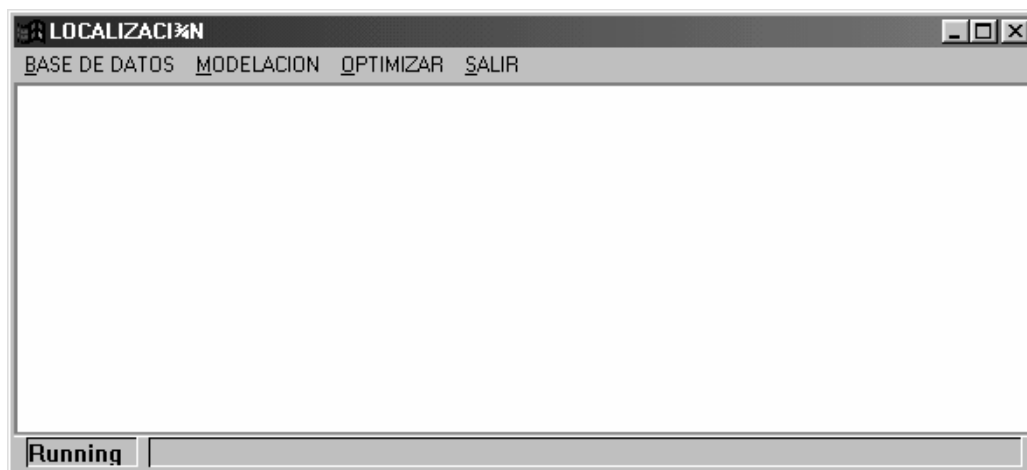 LOCALIZACI¾N
BASE DE DATOS MODELACION OPTIMIZAR SALIR
Running